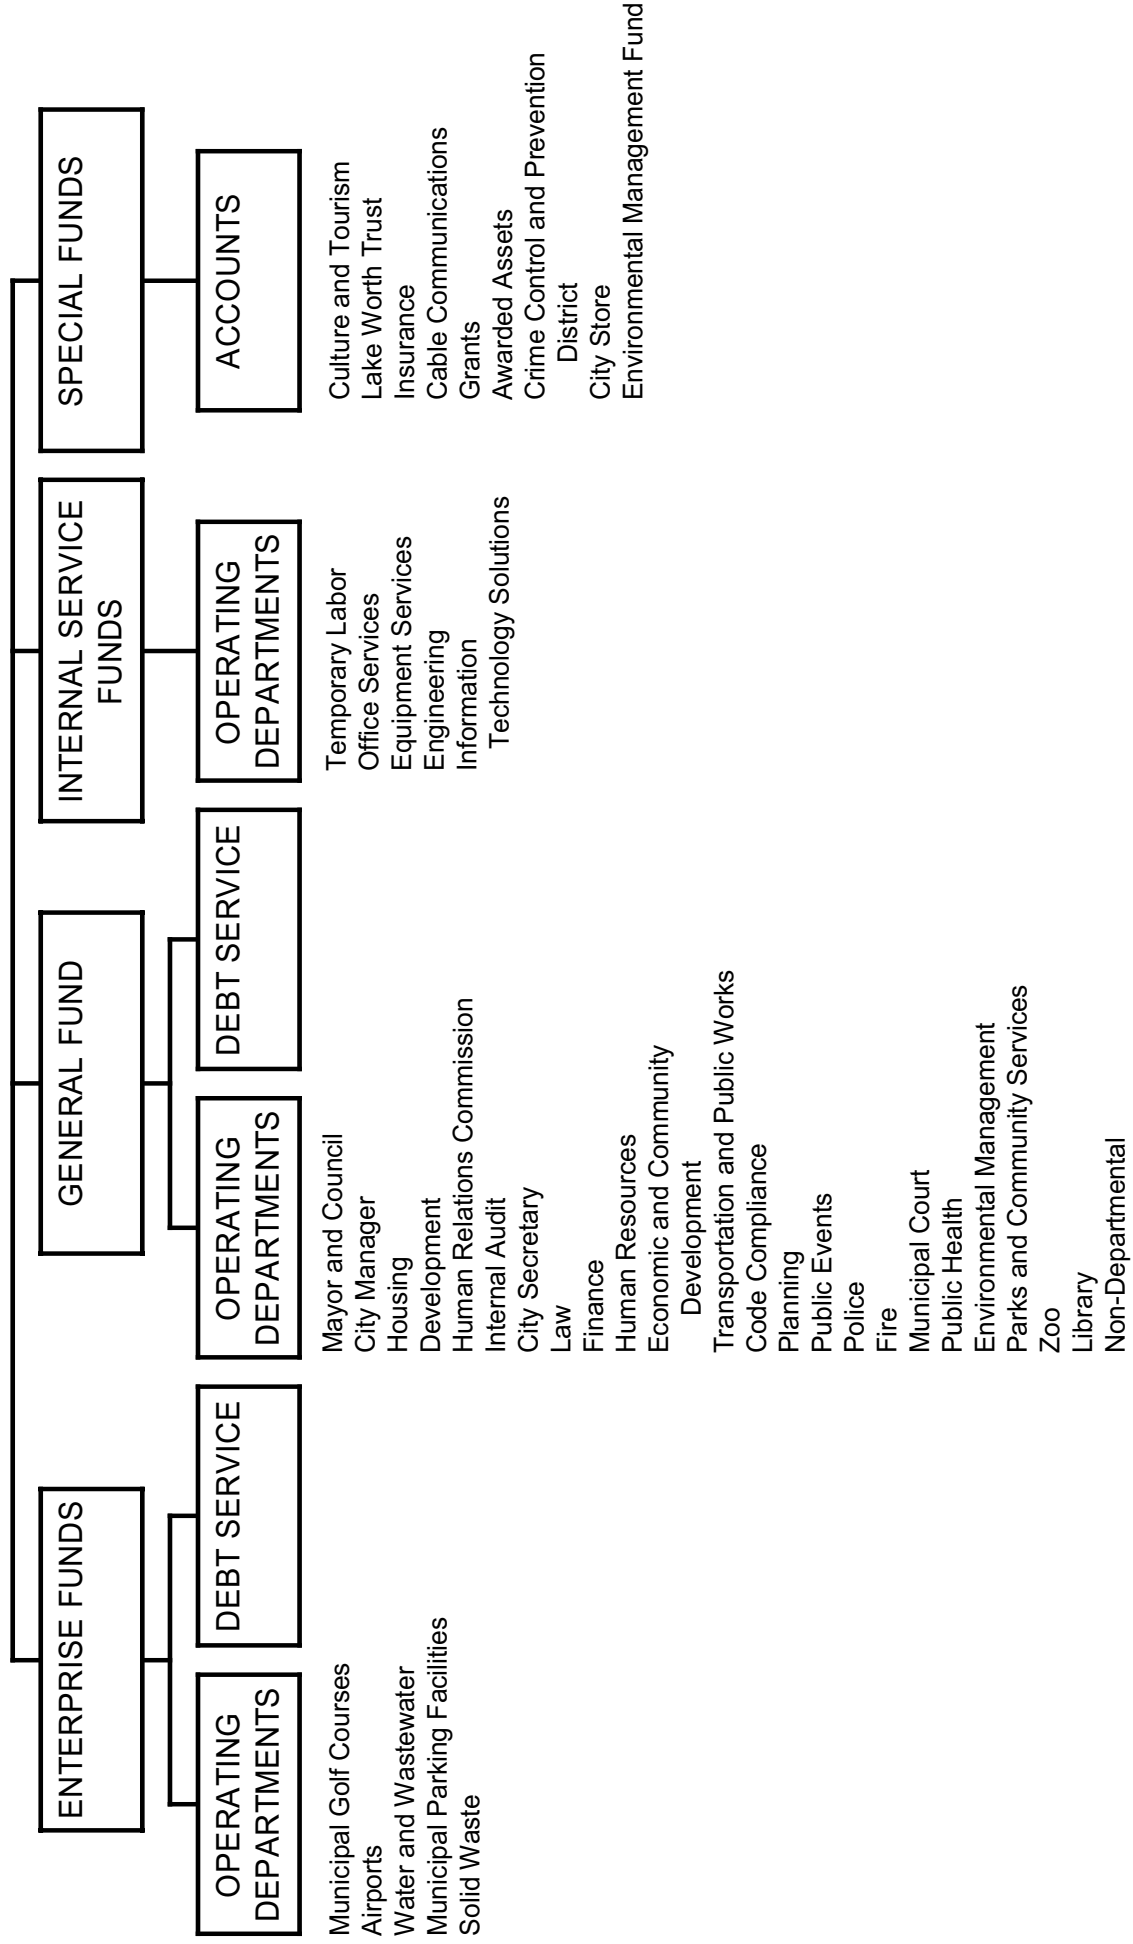 ENTERPRISE FUNDS
OPERATING
DEPARTMENTS
Municipal Golf Courses
Airports
Water and Wastewater
Municipal Parking Facilities
Solid Waste
DEBT SERVICE
GENERAL FUND
OPERATING
DEPARTMENTS
Mayor and Council
City Manager
Housing
Development
Human Relations Commission
Internal Audit
City Secretary
Law
Finance
Human Resources
Economic and Community
Development
Transportation and Public Works
Code Compliance
Planning
Public Events
Police
Fire
Municipal Court
Public Health
Environmental Management
Parks and Community Services
Zoo
Library
Non-Departmental
DEBT SERVICE
INTERNAL SERVICE
FUNDS
OPERATING
DEPARTMENTS
Temporary Labor
Office Services
Equipment Services
Engineering
Information
Technology Solutions
SPECIAL FUNDS
ACCOUNTS
Culture and Tourism
Lake Worth Trust
Insurance
Cable Communications
Grants
Awarded Assets
Crime Control and Prevention
District
City Store
Environmental Management Fund